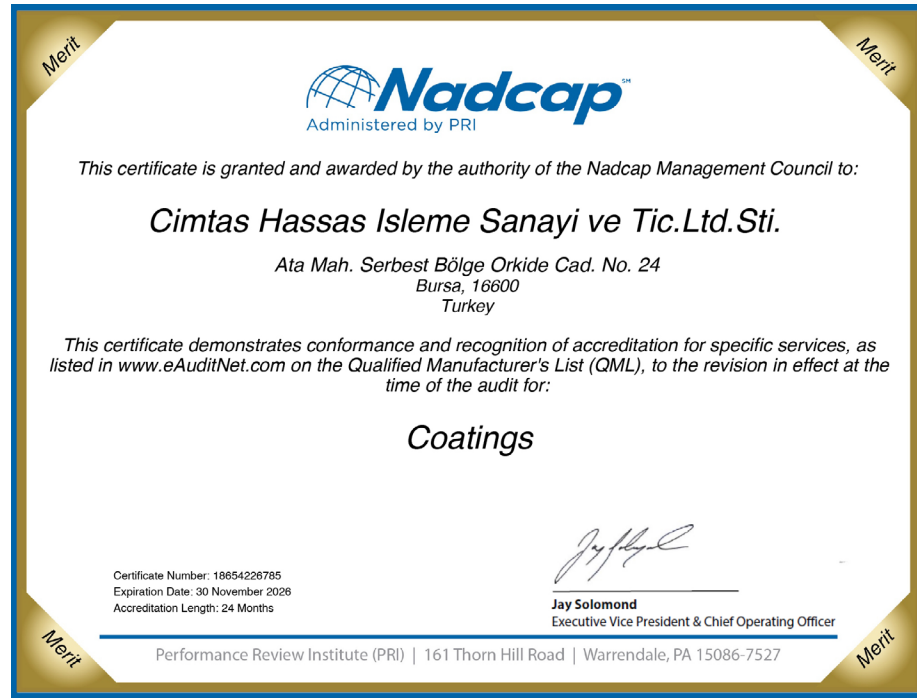 Merit
Merit
Nadcap℠
Administered by PRI
This certificate is granted and awarded by the authority of the Nadcap Management Council to:
Cimtas Hassas Isleme Sanayi ve Tic.Ltd.Sti.
Ata Mah. Serbest Bölge Orkide Cad. No. 24
Bursa, 16600
Turkey
This certificate demonstrates conformance and recognition of accreditation for specific services, as
listed in www.eAuditNet.com on the Qualified Manufacturer's List (QML), to the revision in effect at the
time of the audit for:
Coatings
Certificate Number: 18654226785
Expiration Date: 30 November 2026
Accreditation Length: 24 Months
Jay Solomond
Executive Vice President & Chief Operating Officer
Merit
Merit
Performance Review Institute (PRI) | 161 Thorn Hill Road | Warrendale, PA 15086-7527